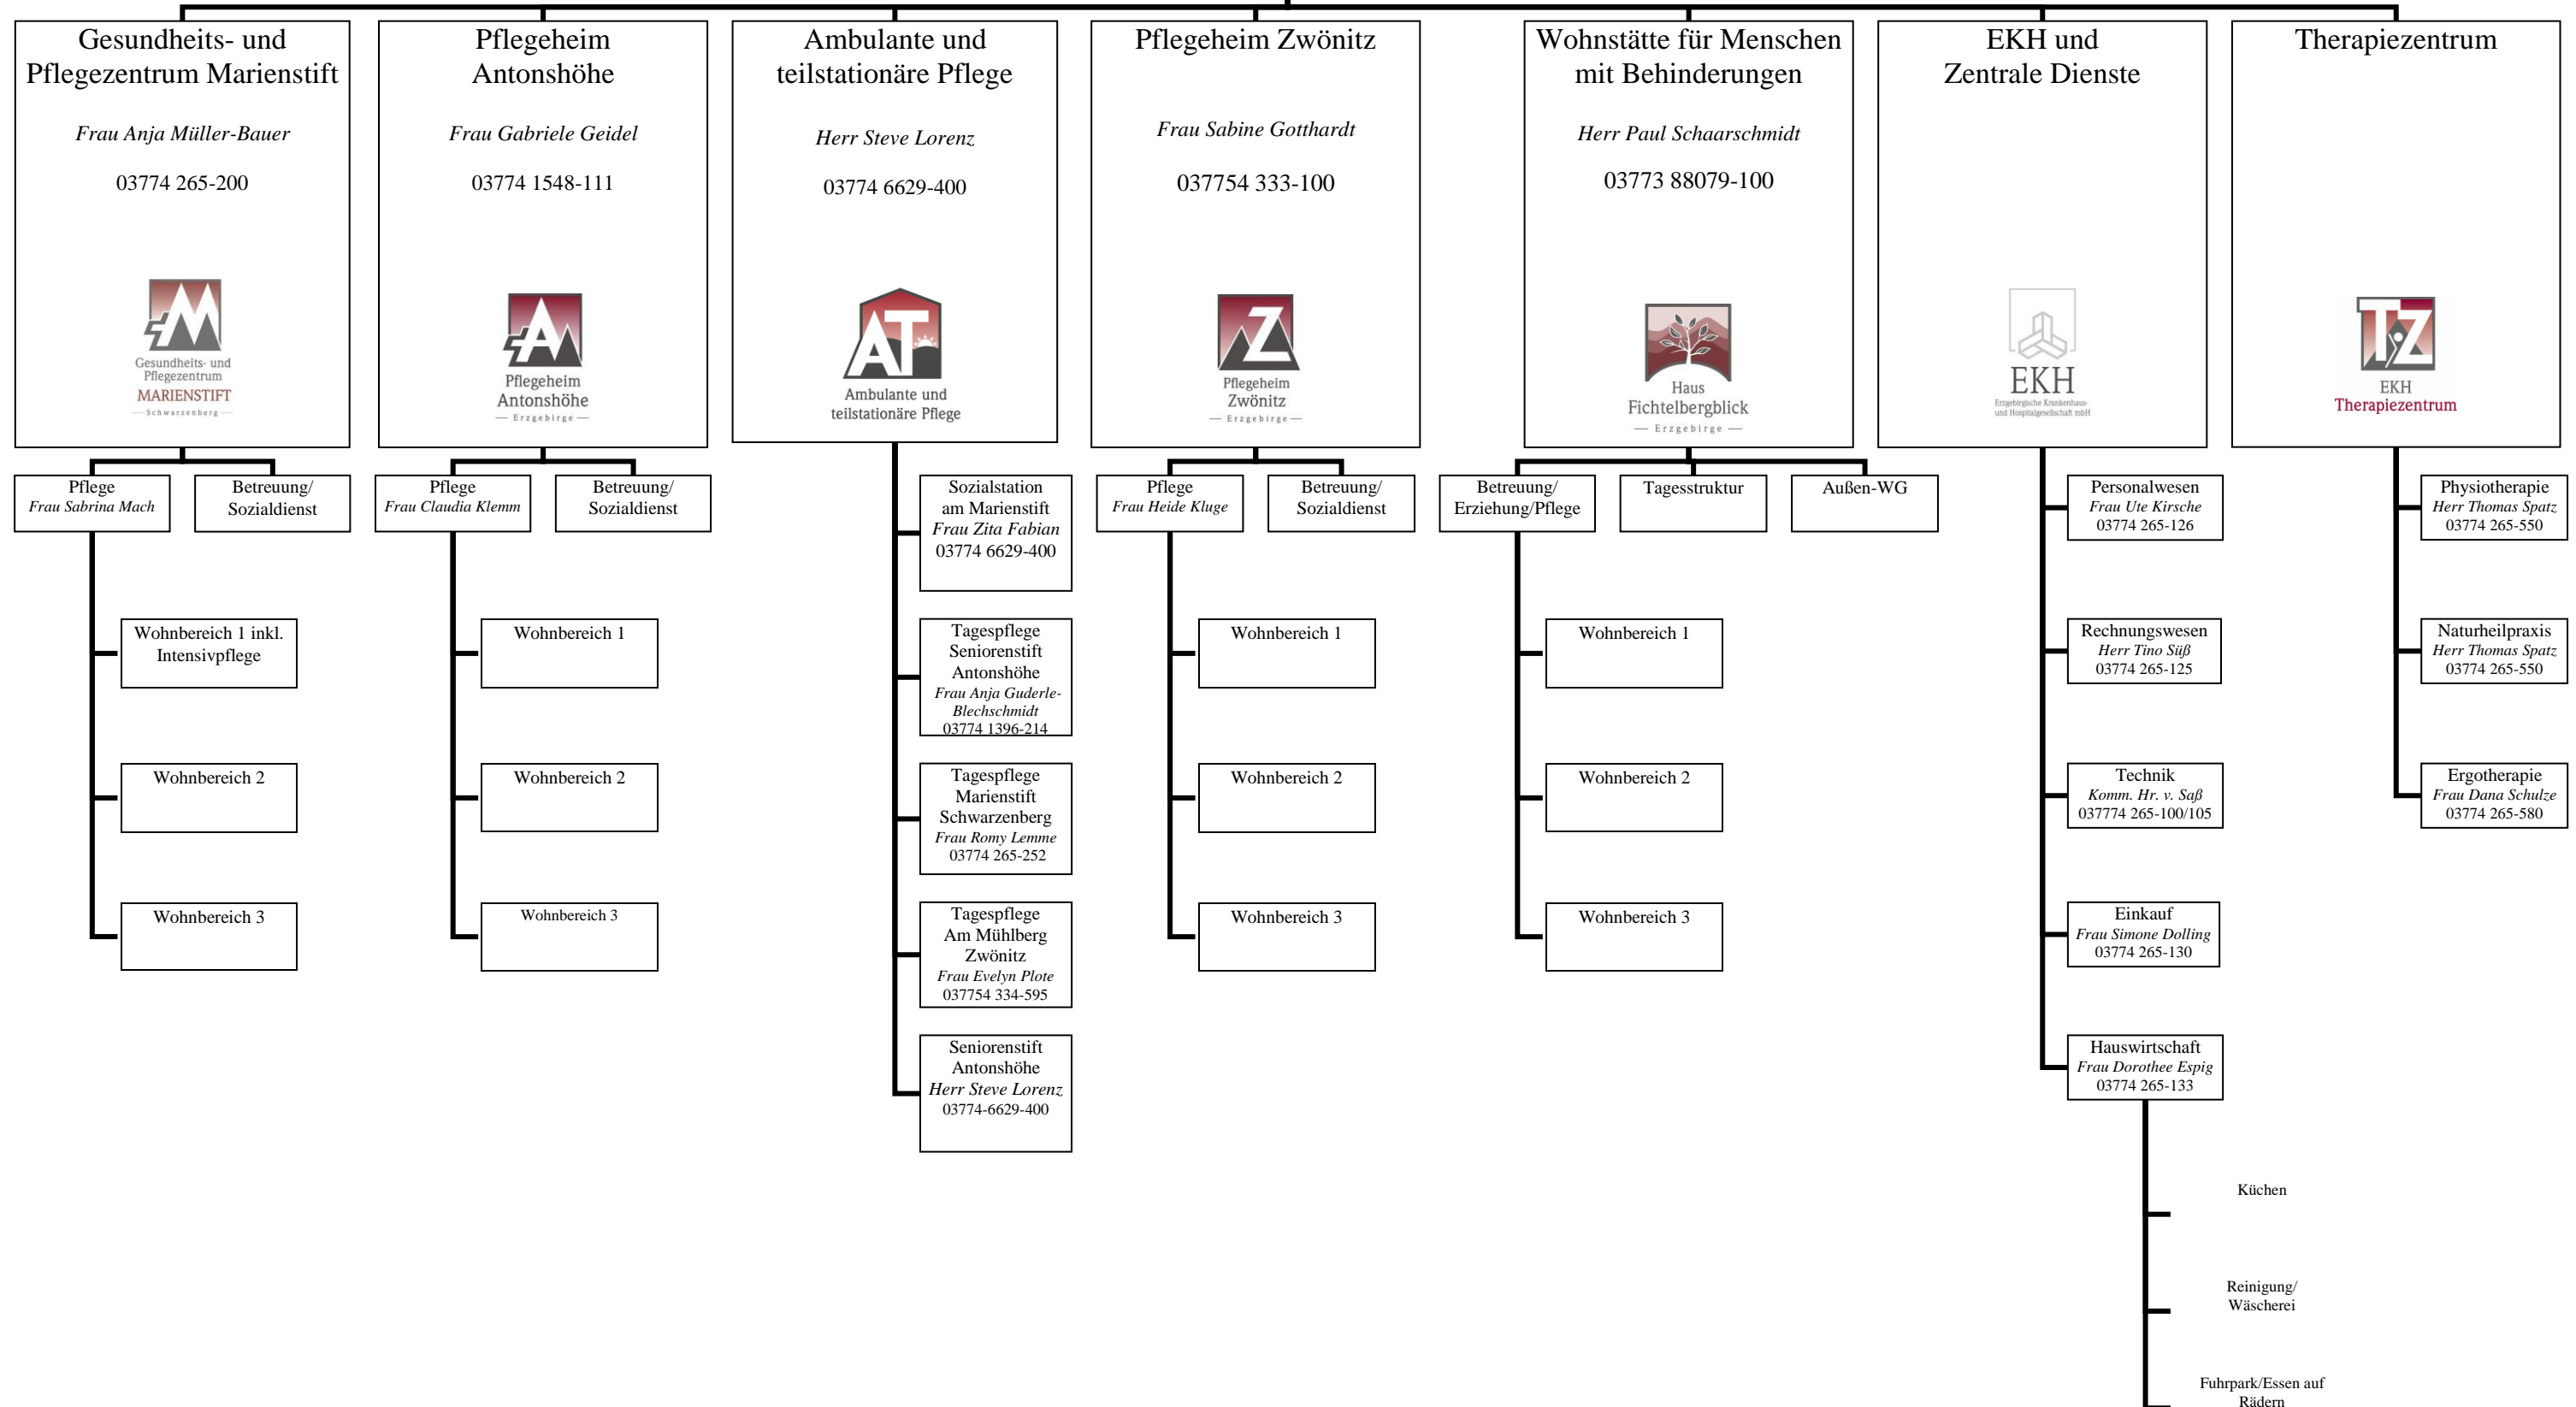 Gesundheits- und
Pflegezentrum Marienstift
Frau Anja Müller-Bauer
03774 265-200
Gesundheits- und
Pflegezentrum
MARIENSTIFT
Schwarzenberg
Pflegeheim
Antonshöhe
Frau Gabriele Geidel
03774 1548-111
Pflegeheim
Antonshöhe
Erzgebirge
Ambulante und
teilstationäre Pflege
Herr Steve Lorenz
03774 6629-400
AT
Ambulante und
teilstationäre Pflege
Pflegeheim Zwönitz
Frau Sabine Gotthardt
037754 333-100
Z
Pflegeheim
Zwönitz
Erzgebirge
Wohnstätte für Menschen
mit Behinderungen
Herr Paul Schaarschmidt
03773 88079-100
Haus
Fichtelbergblick
Erzgebirge
EKH und
Zentrale Dienste
EKH
Erzgebirgische Krankenhaus-
und Hospitalgesellschaft mbH
Therapiezentrum
TZ
EKH
Therapiezentrum
Pflege
Frau Sabrina Mach
Betreuung/
Sozialdienst
Wohnbereich 1 inkl.
Intensivpflege
Wohnbereich 2
Wohnbereich 3
Pflege
Frau Claudia Klemm
Betreuung/
Sozialdienst
Wohnbereich 1
Wohnbereich 2
Wohnbereich 3
Sozialstation
am Marienstift
Frau Zita Fabian
03774 6629-400
Tagespflege
Seniorenstift
Antonshöhe
Frau Anja Guderle-
Blechschmidt
03774 1396-214
Tagespflege
Marienstift
Schwarzenberg
Frau Romy Lemme
03774 265-252
Tagespflege
Am Mühlberg
Zwönitz
Frau Evelyn Plote
037754 334-595
Seniorenstift
Antonshöhe
Herr Steve Lorenz
03774-6629-400
Pflege
Frau Heide Kluge
Betreuung/
Sozialdienst
Wohnbereich 1
Wohnbereich 2
Wohnbereich 3
Betreuung/
Erziehung/Pflege
Tagesstruktur
Außen-WG
Wohnbereich 1
Wohnbereich 2
Wohnbereich 3
Personalwesen
Frau Ute Kirsche
03774 265-126
Rechnungswesen
Herr Tino Süß
03774 265-125
Technik
Komm. Hr. v. Saß
037774 265-100/105
Einkauf
Frau Simone Dolling
03774 265-130
Hauswirtschaft
Frau Dorothee Espig
03774 265-133
Küchen
Reinigung/
Wäscherei
Fuhrpark/Essen auf
Rädern
Physiotherapie
Herr Thomas Spatz
03774 265-550
Naturheilpraxis
Herr Thomas Spatz
03774 265-550
Ergotherapie
Frau Dana Schulze
03774 265-580